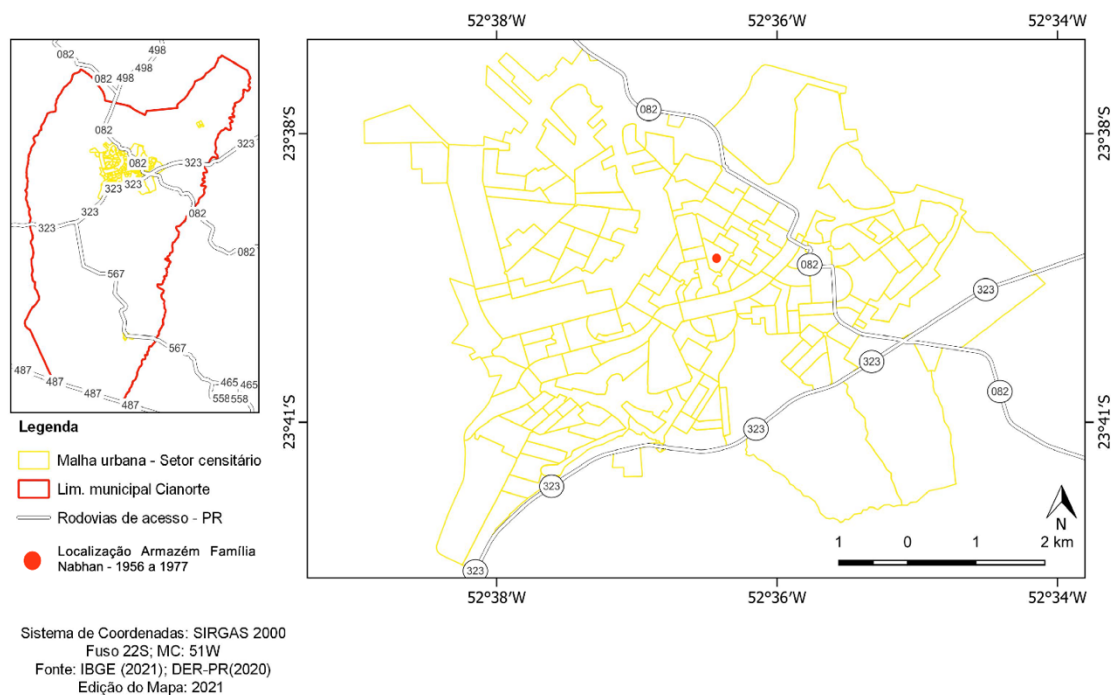 52°38'W 52°36'W 52°34'W
082
498
498
082
498
082
082
323
323
323
323
323
082
082
567
567
487
487
487
487
465
465
558
558
23°38'S
23°41'S
082
082
323
323
082
323
323
323
23°38'S
23°41'S
N
1 0 1 2 km
52°38'W 52°36'W 52°34'W
Legenda
Malha urbana - Setor censitário
Lim. municipal Cianorte
Rodovias de acesso - PR
Localização Armazém Família
Nabhan - 1956 a 1977
Sistema de Coordenadas: SIRGAS 2000
Fuso 22S; MC: 51W
Fonte: IBGE (2021); DER-PR(2020)
Edição do Mapa: 2021